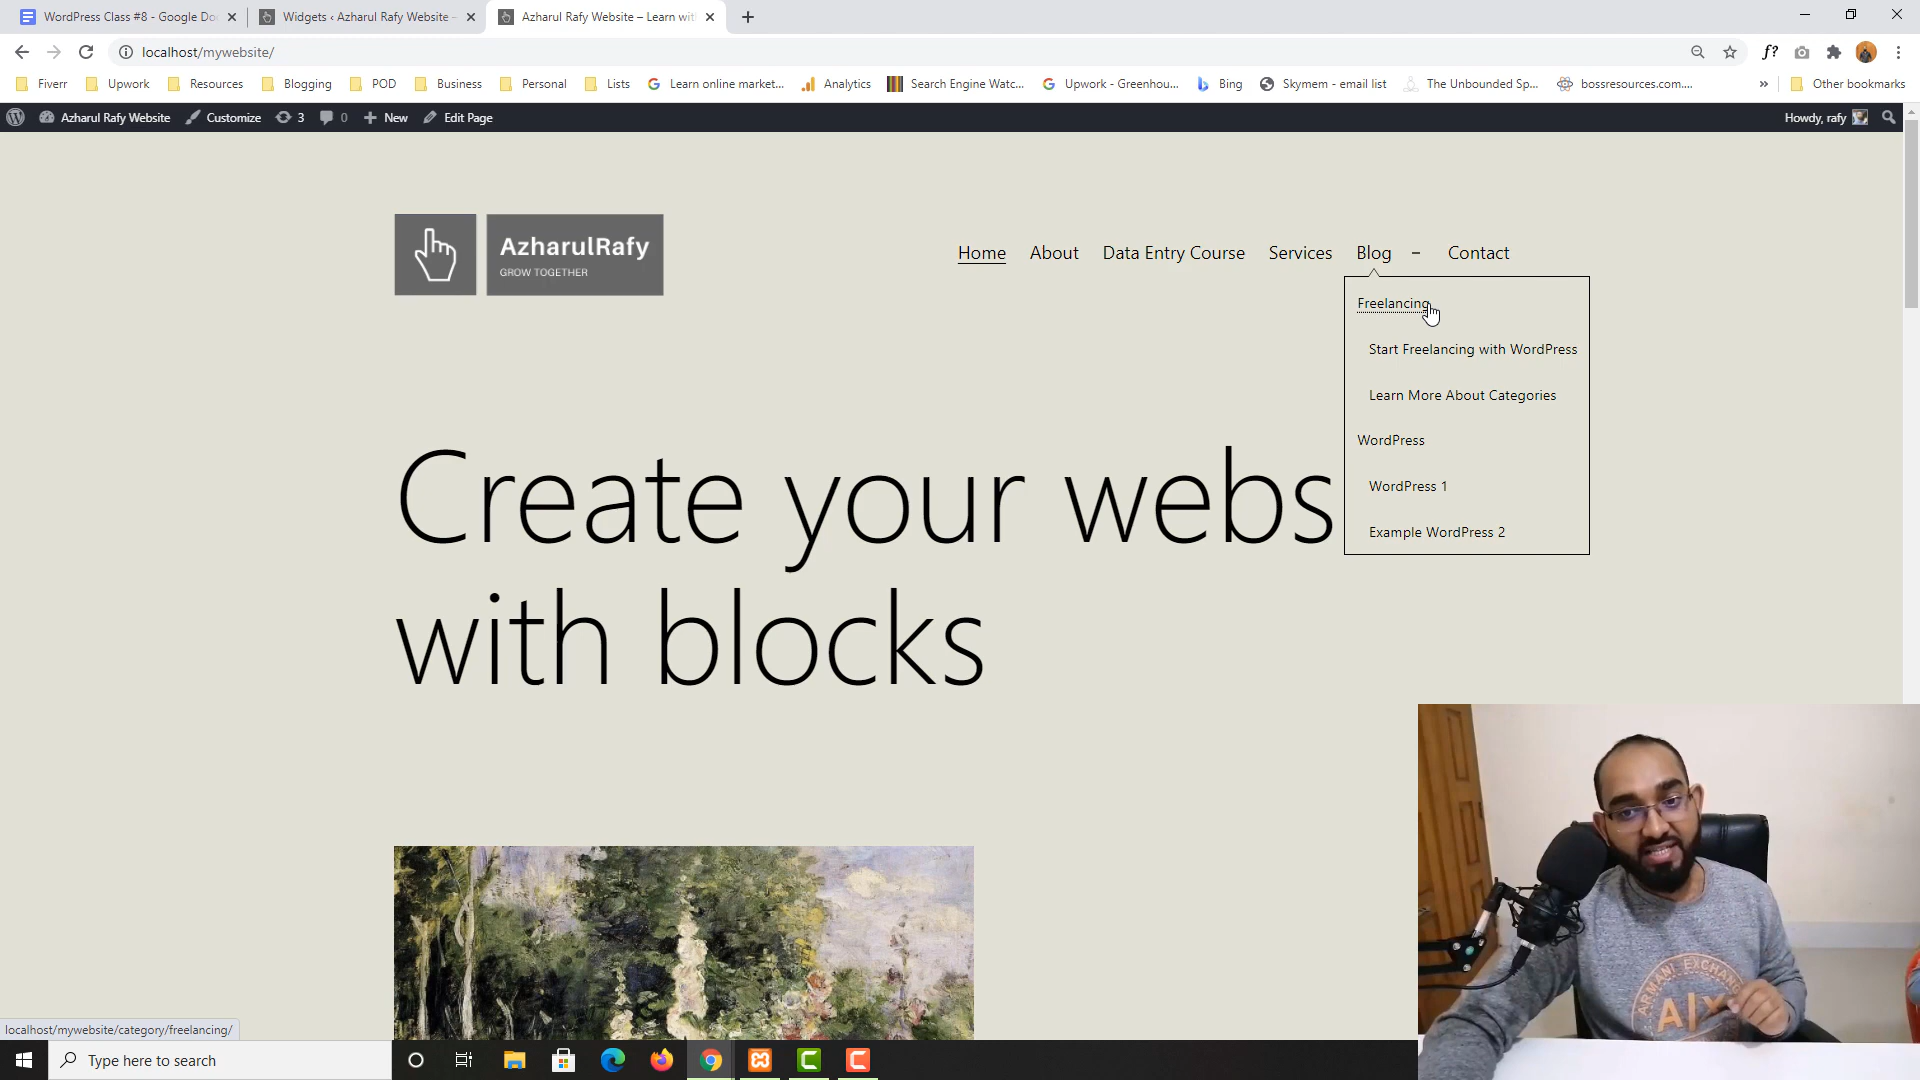 WordPress Class #8 - Google Do
Widgets ‹ Azharul Rafy Website –
Azharul Rafy Website – Learn wit
localhost/mywebsite/
f?
Fiverr
Upwork
Resources
Blogging
POD
Business
Personal
Lists
Learn online market...
Analytics
Search Engine Watc...
Upwork - Greenhou...
Bing
Skymem - email list
The Unbounded Sp...
bossresources.com...
»
Other bookmarks
Azharul Rafy Website
Customize
3
0
New
Edit Page
Howdy, rafy
AzharulRafy
GROW TOGETHER
Home
About
Data Entry Course
Services
Blog
–
Contact
Freelancing
Start Freelancing with WordPress
Learn More About Categories
WordPress
WordPress 1
Example WordPress 2
Create your webs
with blocks
ARMANI EXCHANGE
A|X
localhost/mywebsite/category/freelancing/
Type here to search